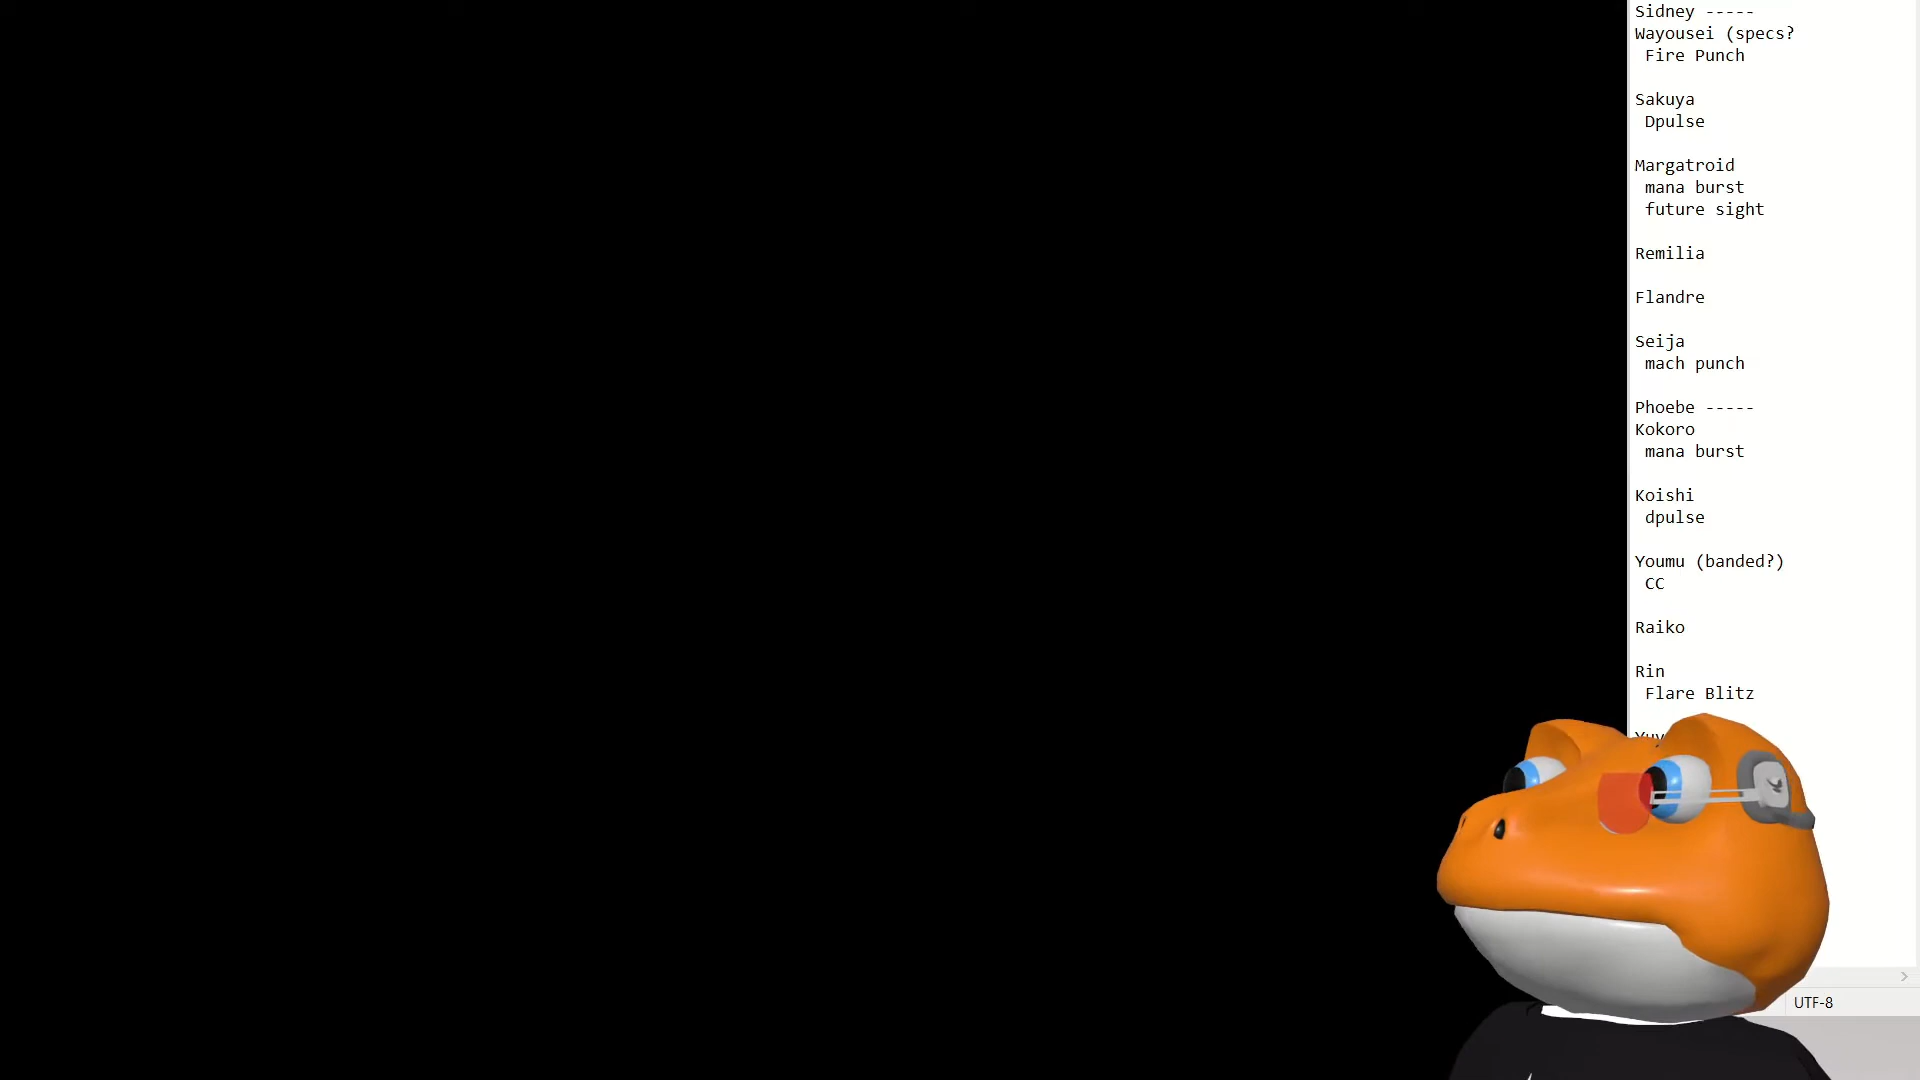 Sidney -----
Wayousei (specs?
Fire Punch
Sakuya
Dpulse
Margatroid
mana burst
future sight
Remilia
Flandre
Seija
mach punch
Phoebe -----
Kokoro
mana burst
Koishi
dpulse
Youmu (banded?)
CC
Raiko
Rin
Flare Blitz
UTF-8